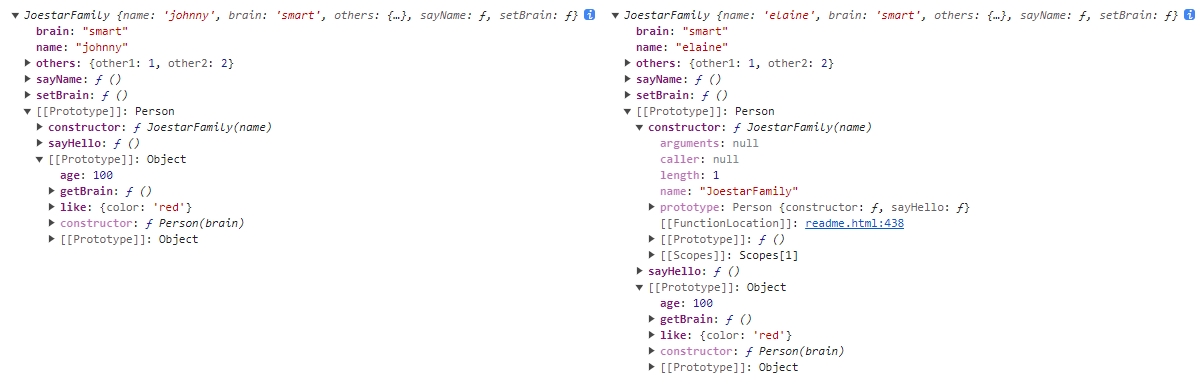 JoestarFamily {name: 'johnny', brain: 'smart', others: {…}, sayName: ƒ, setBrain: ƒ} i
brain: "smart"
name: "johnny"
others: {other1: 1, other2: 2}
sayName: ƒ ()
setBrain: ƒ ()
[[Prototype]]: Person
constructor: ƒ JoestarFamily(name)
sayHello: ƒ ()
[[Prototype]]: Object
age: 100
getBrain: ƒ ()
like: {color: 'red'}
constructor: ƒ Person(brain)
[[Prototype]]: Object
JoestarFamily {name: 'elaine', brain: 'smart', others: {…}, sayName: ƒ, setBrain: ƒ} i
brain: "smart"
name: "elaine"
others: {other1: 1, other2: 2}
sayName: ƒ ()
setBrain: ƒ ()
[[Prototype]]: Person
constructor: ƒ JoestarFamily(name)
arguments: null
caller: null
length: 1
name: "JoestarFamily"
prototype: Person {constructor: ƒ, sayHello: ƒ}
[[FunctionLocation]]: readme.html:438
[[Prototype]]: ƒ ()
[[Scopes]]: Scopes[1]
sayHello: ƒ ()
[[Prototype]]: Object
age: 100
getBrain: ƒ ()
like: {color: 'red'}
constructor: ƒ Person(brain)
[[Prototype]]: Object